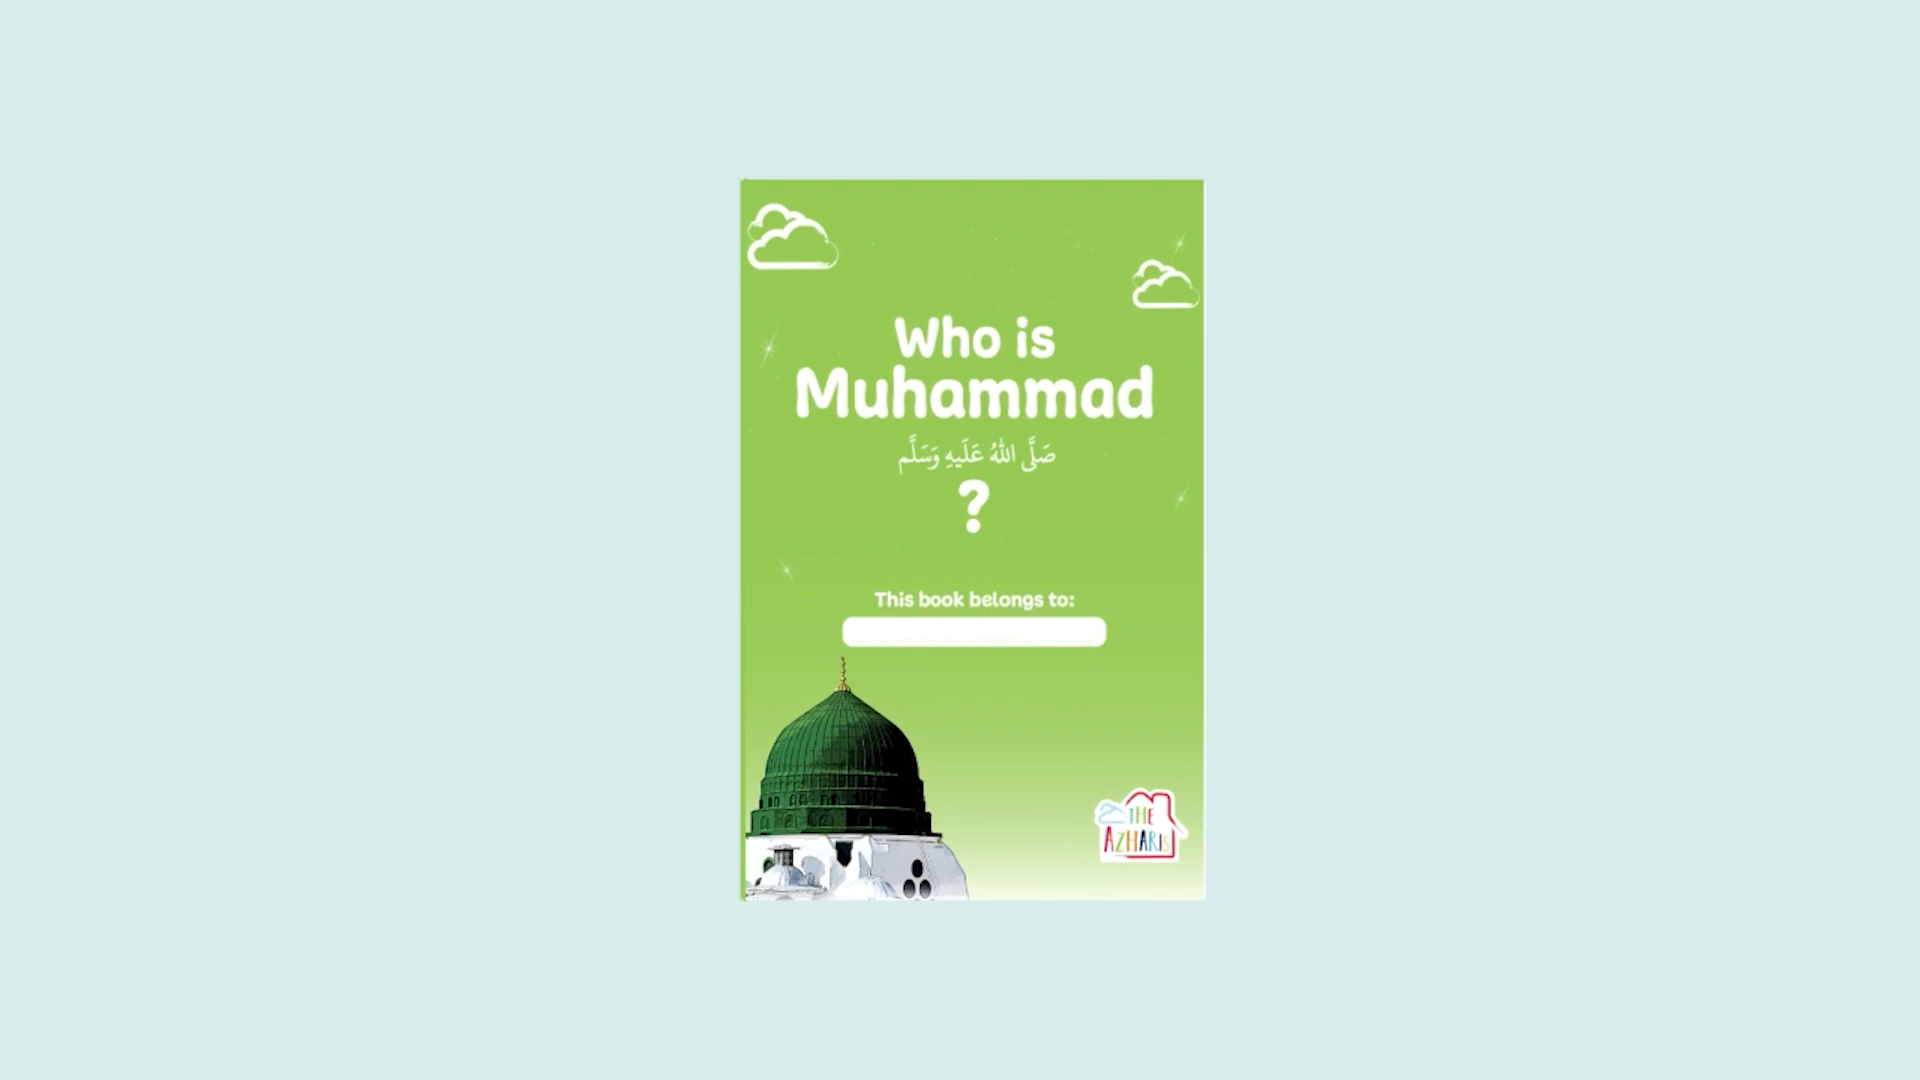 Who is
Muhammad
صَلَّى اللهُ عَلَيهِ وَسَلَّم
?
This book belongs to:
THE
AZHARIS